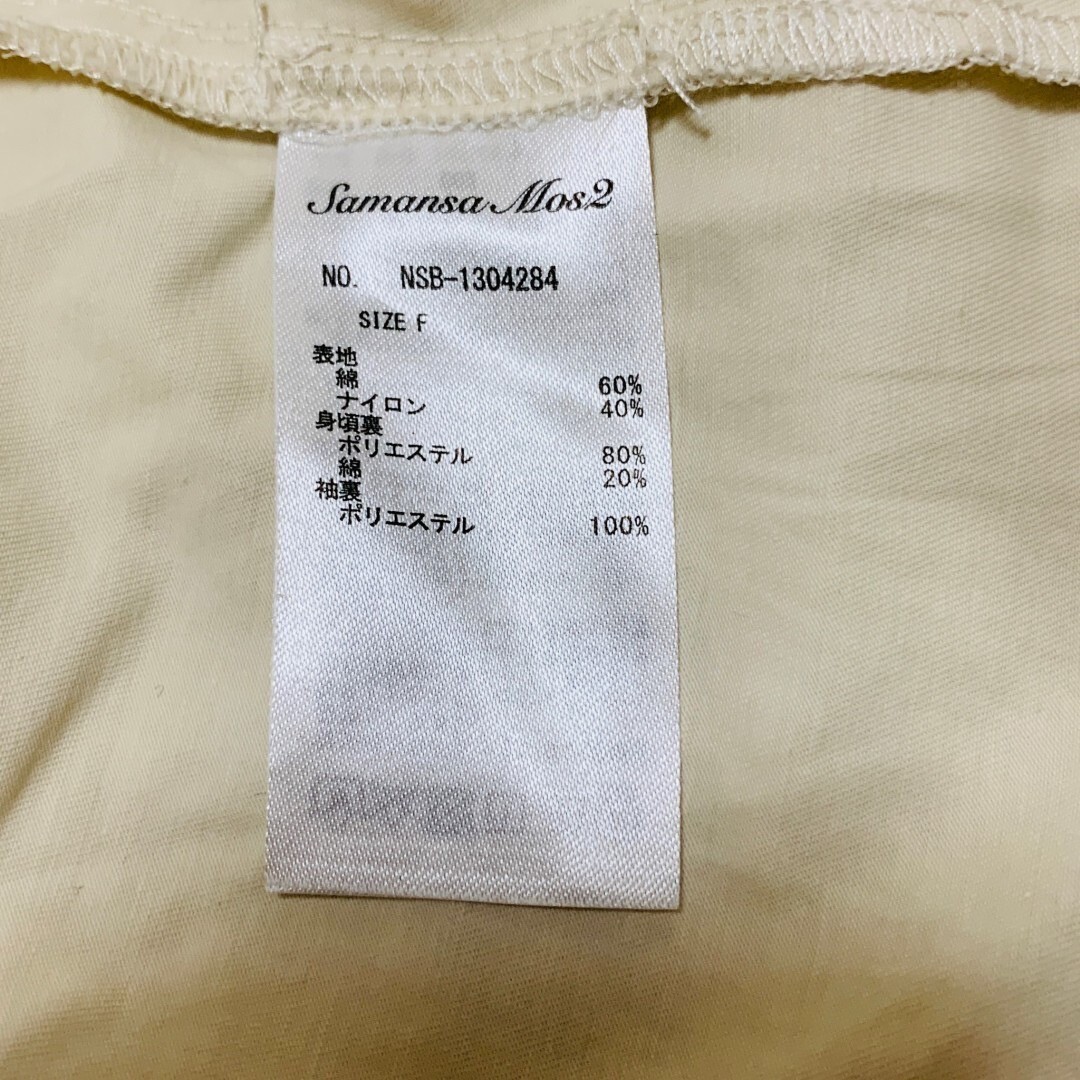 Samansa Mos2
NO. NSB-1304284
SIZE F
表地
綿 60%
ナイロン 40%
身頃裏
ポリエステル 80%
綿 20%
袖裏
ポリエステル 100%